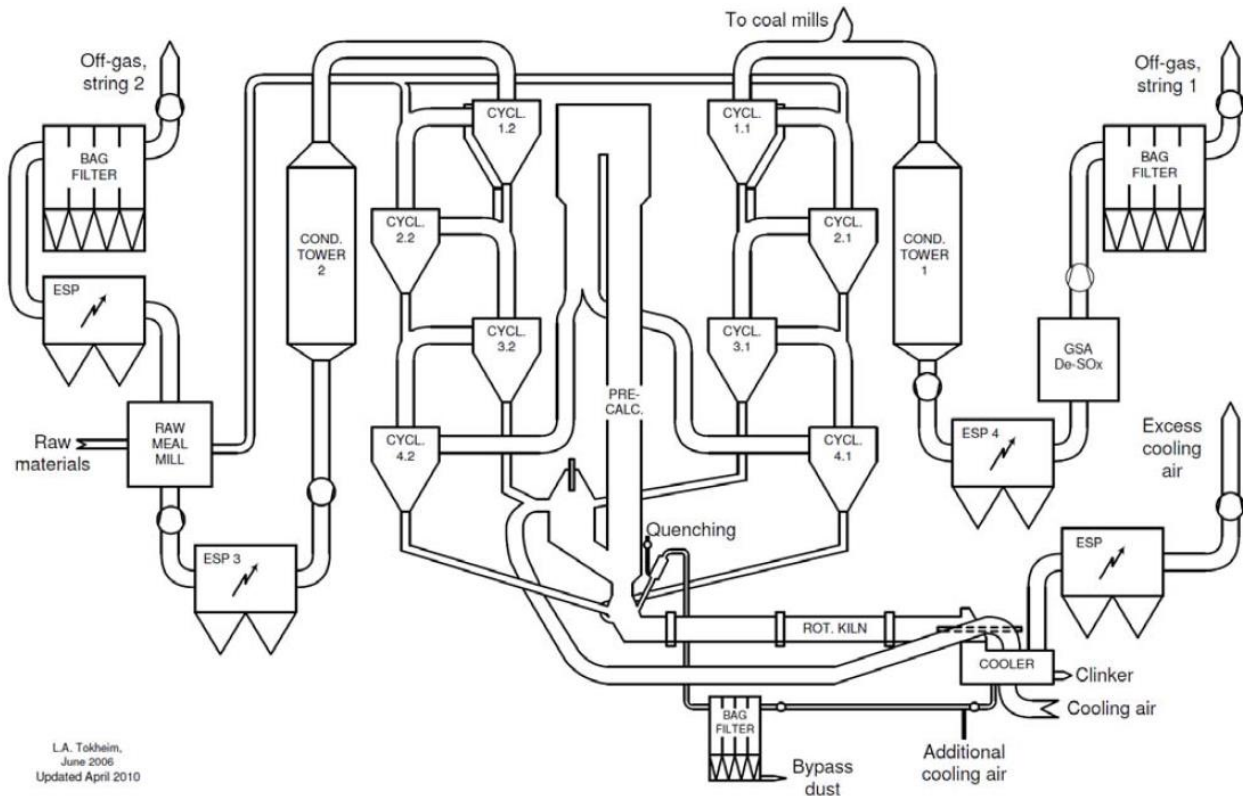 To coal mills
Off-gas,
string 2
Off-gas,
string 1
CYCL.
1.2
CYCL.
1.1
BAG
FILTER
BAG
FILTER
COND.
TOWER
2
CYCL.
2.2
CYCL.
2.1
COND.
TOWER
1
ESP
CYCL.
3.2
CYCL.
3.1
GSA
De-SOx
PRE-
CALC.
RAW
MEAL
MILL
Raw
materials
CYCL.
4.2
CYCL.
4.1
ESP 4
Excess
cooling
air
Quenching
ESP 3
ESP
ROT. KILN
COOLER
Clinker
Cooling air
BAG
FILTER
Additional
cooling air
Bypass
dust
L.A. Tokheim,
June 2006
Updated April 2010